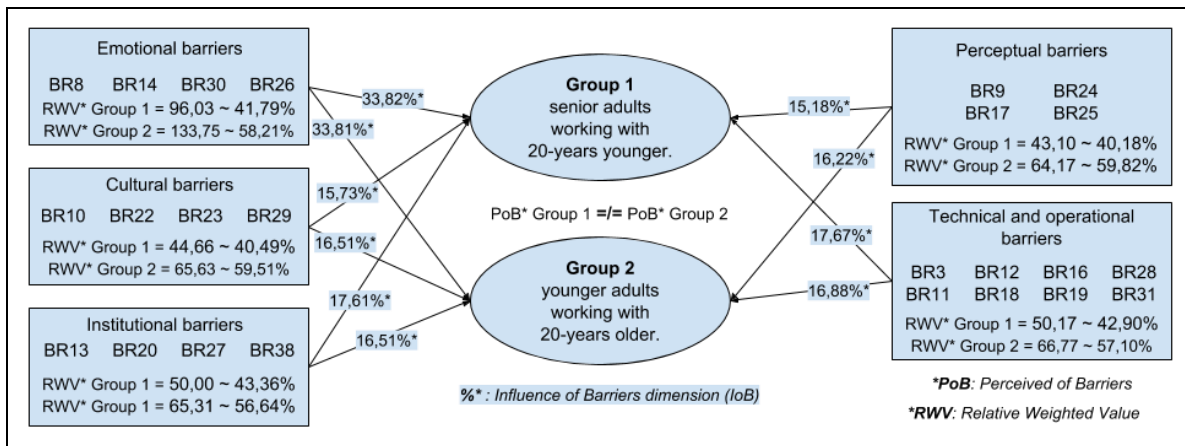 Emotional barriers
BR8 BR14 BR30 BR26
RWV* Group 1 = 96,03 ~ 41,79%
RWV* Group 2 = 133,75 ~ 58,21%
Cultural barriers
BR10 BR22 BR23 BR29
RWV* Group 1 = 44,66 ~ 40,49%
RWV* Group 2 = 65,63 ~ 59,51%
Institutional barriers
BR13 BR20 BR27 BR38
RWV* Group 1 = 50,00 ~ 43,36%
RWV* Group 1 = 65,31 ~ 56,64%
33,82%*
33,81%*
15,73%*
16,51%*
17,61%*
16,51%*
Group 1
senior adults
working with
20-years younger.
PoB* Group 1 =/= PoB* Group 2
Group 2
younger adults
working with
20-years older.
%* : Influence of Barriers dimension (IoB)
15,18%*
16,22%*
17,67%*
16,88%*
Perceptual barriers
BR9 BR24
BR17 BR25
RWV* Group 1 = 43,10 ~ 40,18%
RWV* Group 2 = 64,17 ~ 59,82%
Technical and operational
barriers
BR3 BR12 BR16 BR28
BR11 BR18 BR19 BR31
RWV* Group 1 = 50,17 ~ 42,90%
RWV* Group 2 = 66,77 ~ 57,10%
*PoB: Perceived of Barriers
*RWV: Relative Weighted Value